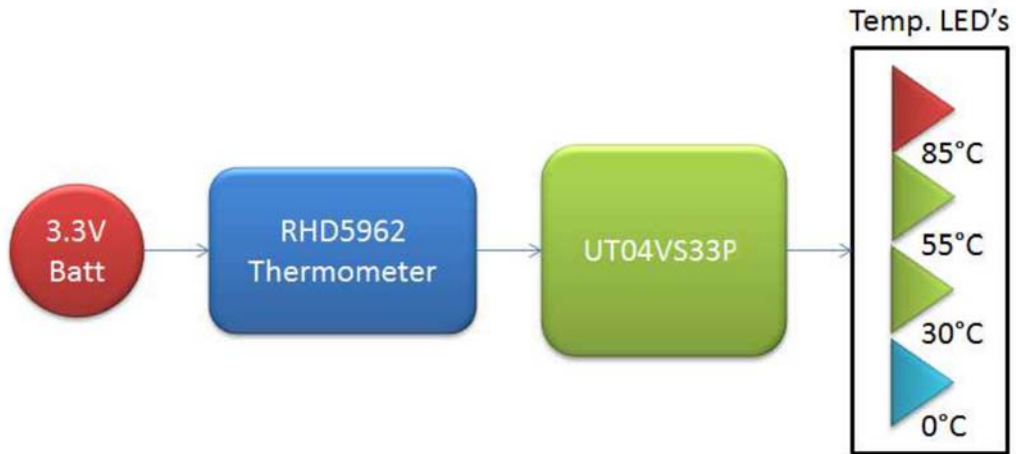 Temp. LED's
3.3V
Batt
RHD5962
Thermometer
UT04VS33P
85°C
55°C
30°C
0°C